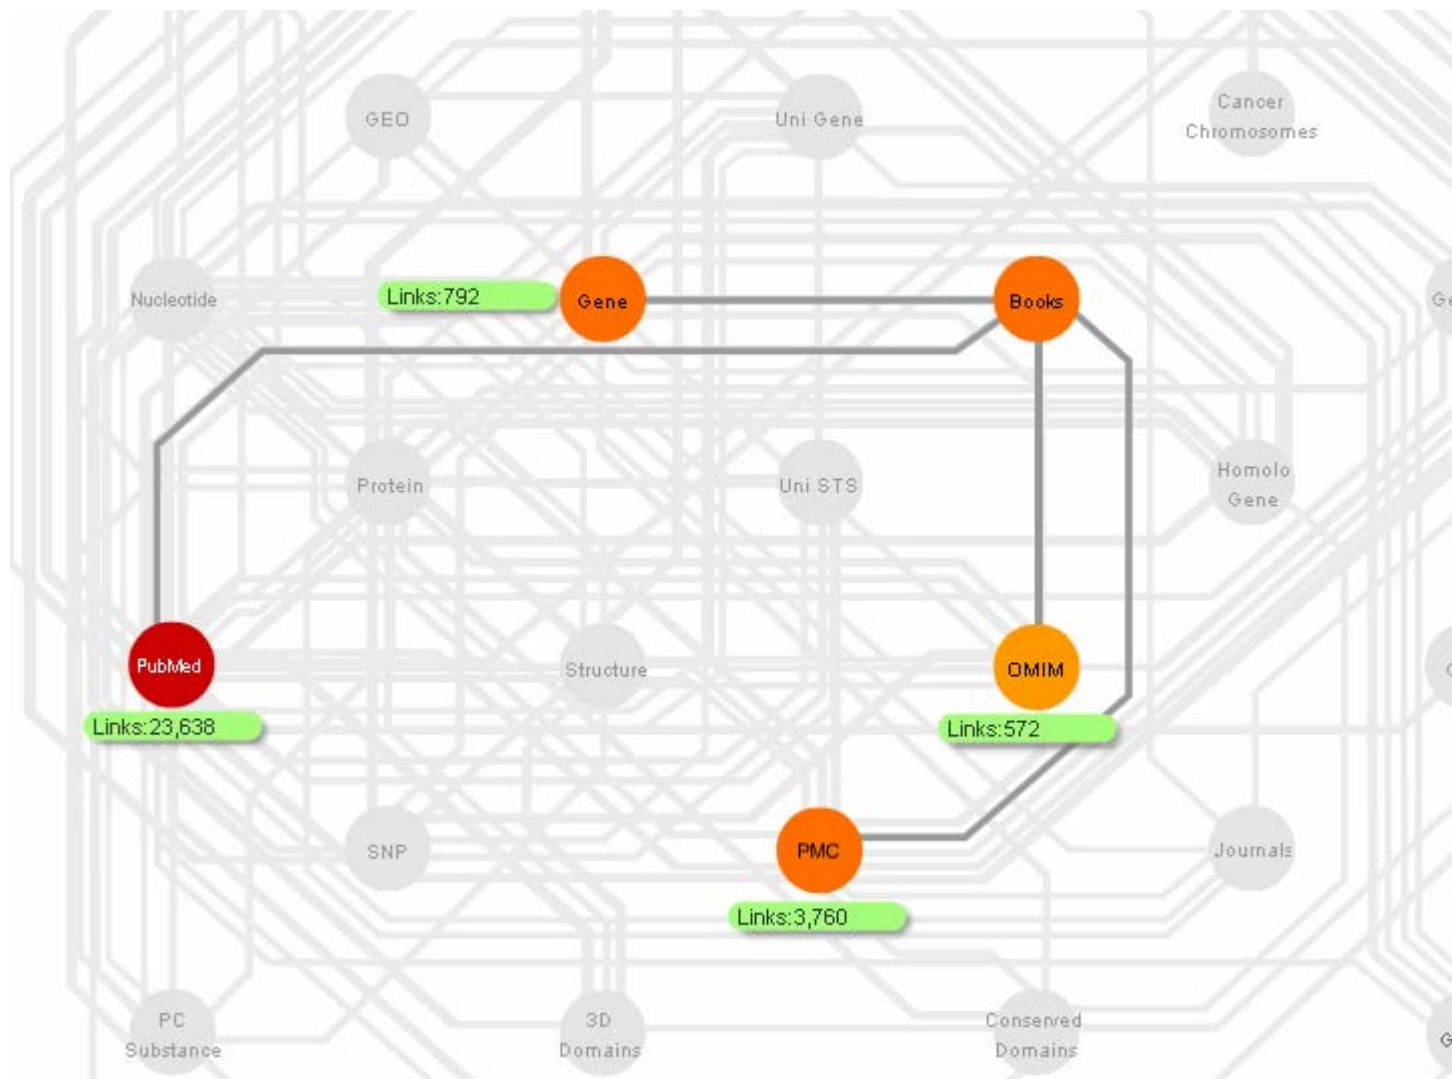 GEO
Uni Gene
Cancer
Chromosomes
Nucleotide
Links:792
Gene
Books
Protein
Uni STS
Homolo
Gene
PubMed
Links:23,638
Structure
OMIM
Links:572
SNP
PMC
Links:3,760
Journals
PC
Substance
3D
Domains
Conserved
Domains